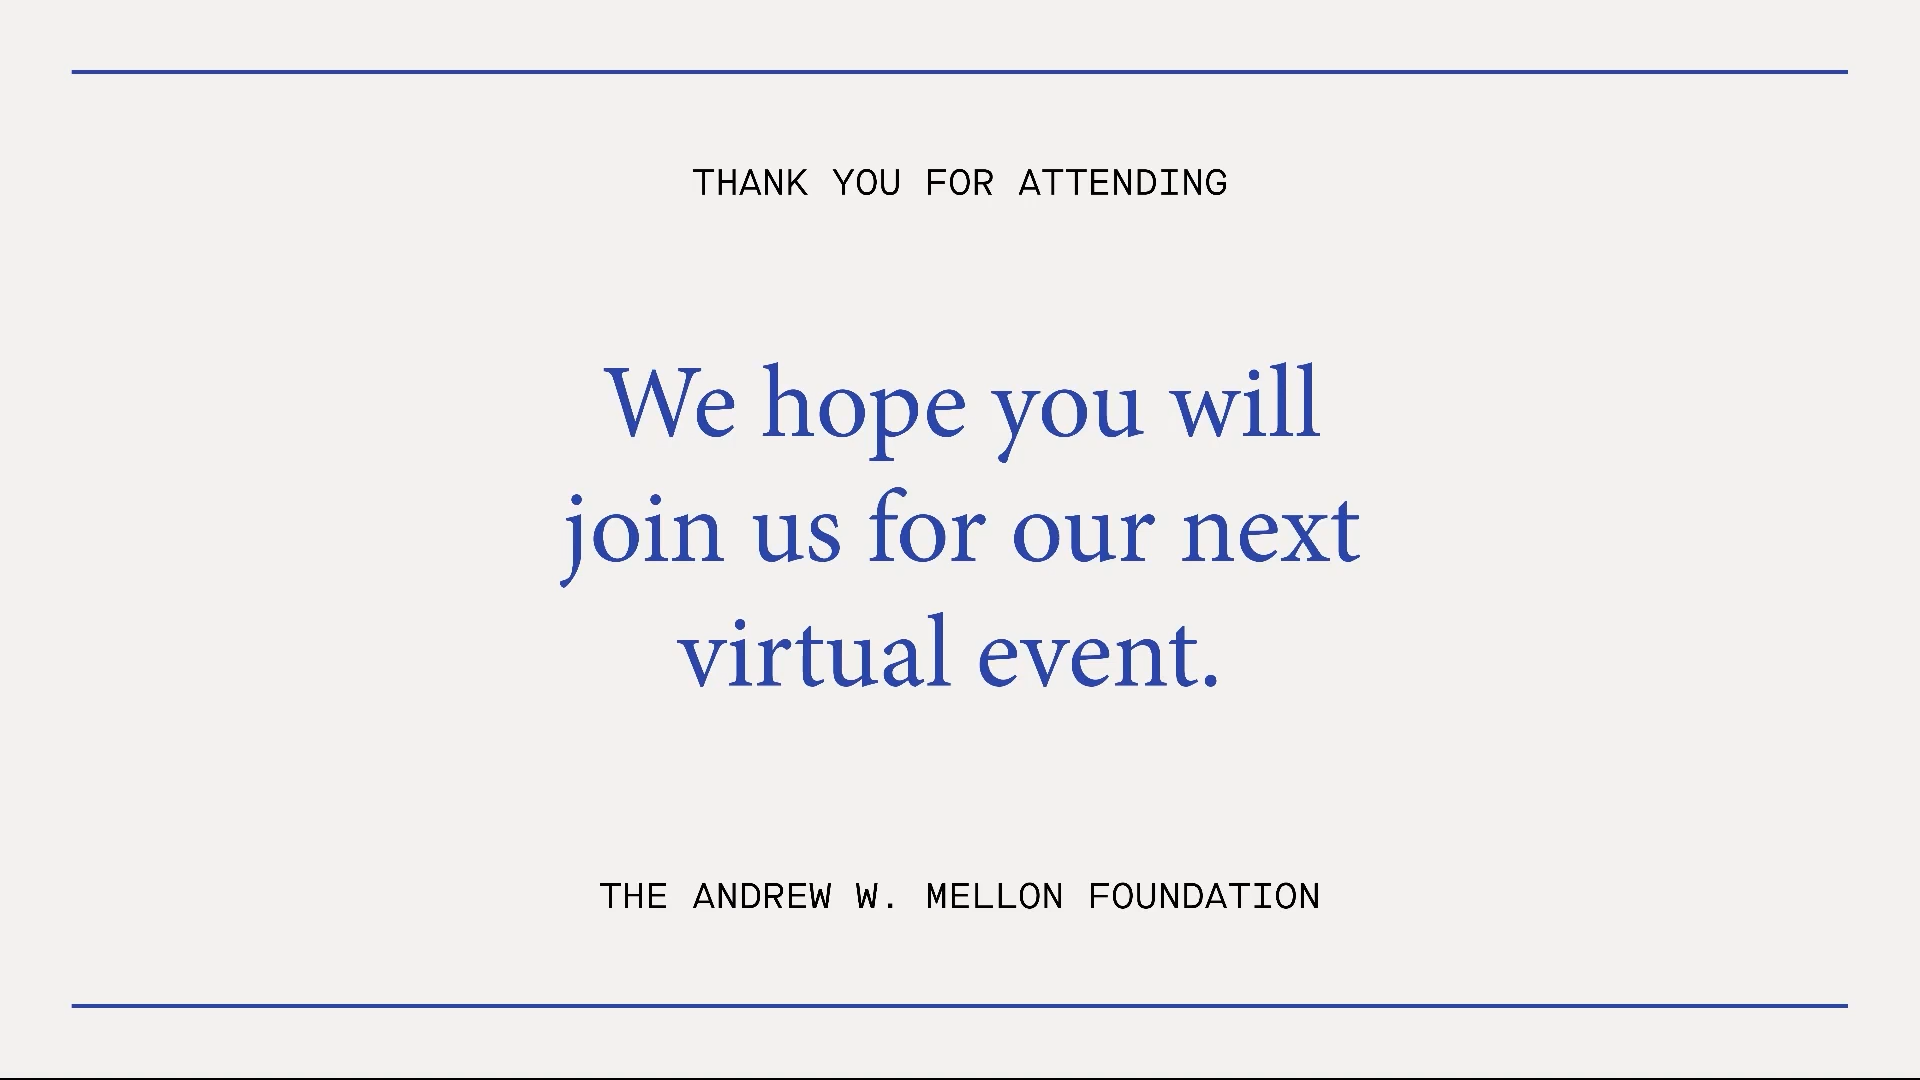 THANK YOU FOR ATTENDING
We hope you will
join us for our next
virtual event.
THE ANDREW W. MELLON FOUNDATION